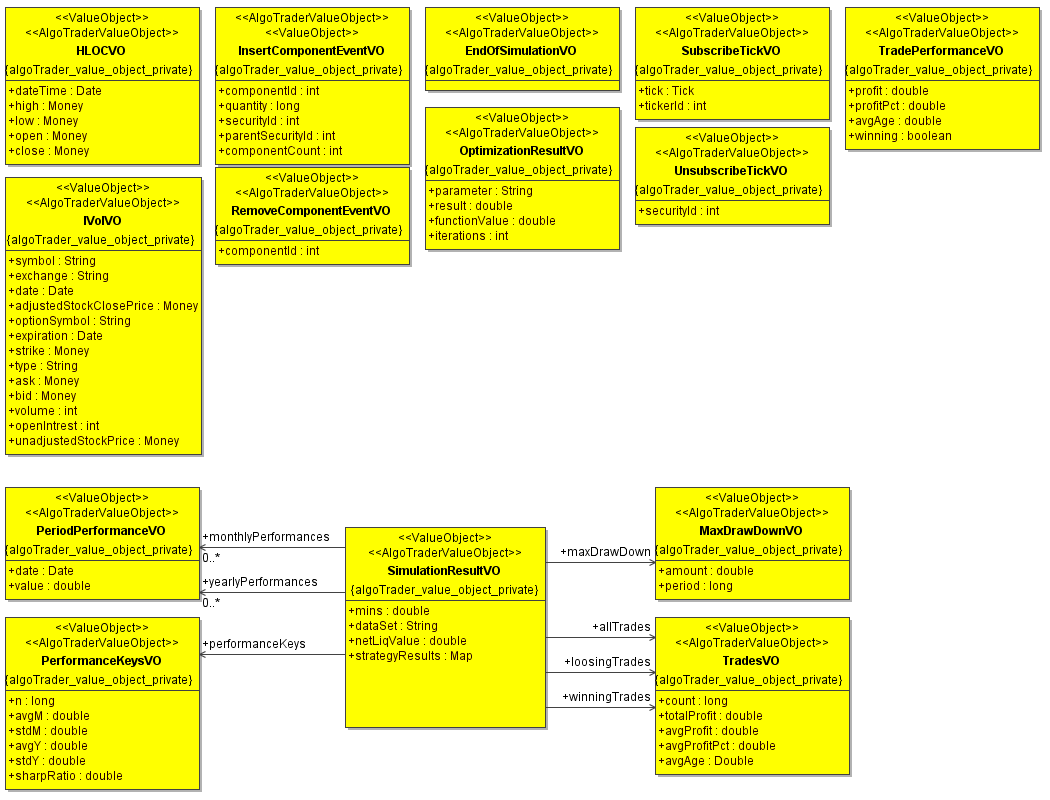 <<ValueObject>>
<<AlgoTraderValueObject>>
HLOCVO
{algoTrader_value_object_private}
+dateTime : Date
+high : Money
+low : Money
+open : Money
+close : Money
<<AlgoTraderValueObject>>
<<ValueObject>>
InsertComponentEventVO
{algoTrader_value_object_private}
+componentId : int
+quantity : long
+securityId : int
+parentSecurityId : int
+componentCount : int
<<ValueObject>>
<<AlgoTraderValueObject>>
EndOfSimulationVO
{algoTrader_value_object_private}
<<ValueObject>>
<<AlgoTraderValueObject>>
SubscribeTickVO
{algoTrader_value_object_private}
+tick : Tick
+tickerId : int
<<ValueObject>>
<<AlgoTraderValueObject>>
TradePerformanceVO
{algoTrader_value_object_private}
+profit : double
+profitPct : double
+avgAge : double
+winning : boolean
<<ValueObject>>
<<AlgoTraderValueObject>>
OptimizationResultVO
{algoTrader_value_object_private}
+parameter : String
+result : double
+functionValue : double
+iterations : int
<<ValueObject>>
<<AlgoTraderValueObject>>
UnsubscribeTickVO
{algoTrader_value_object_private}
+securityId : int
<<ValueObject>>
<<AlgoTraderValueObject>>
RemoveComponentEventVO
{algoTrader_value_object_private}
+componentId : int
<<ValueObject>>
<<AlgoTraderValueObject>>
IVolVO
{algoTrader_value_object_private}
+symbol : String
+exchange : String
+date : Date
+adjustedStockClosePrice : Money
+optionSymbol : String
+expiration : Date
+strike : Money
+type : String
+ask : Money
+bid : Money
+volume : int
+openIntrest : int
+unadjustedStockPrice : Money
<<ValueObject>>
<<AlgoTraderValueObject>>
PeriodPerformanceVO
{algoTrader_value_object_private}
+date : Date
+value : double
+monthlyPerformances
0..*
+yearlyPerformances
0..*
+performanceKeys
<<ValueObject>>
<<AlgoTraderValueObject>>
SimulationResultVO
{algoTrader_value_object_private}
+mins : double
+dataSet : String
+netLiqValue : double
+strategyResults : Map
+maxDrawDown
+allTrades
+loosingTrades
+winningTrades
<<ValueObject>>
<<AlgoTraderValueObject>>
MaxDrawDownVO
{algoTrader_value_object_private}
+amount : double
+period : long
<<ValueObject>>
<<AlgoTraderValueObject>>
PerformanceKeysVO
{algoTrader_value_object_private}
+n : long
+avgM : double
+stdM : double
+avgY : double
+stdY : double
+sharpRatio : double
<<ValueObject>>
<<AlgoTraderValueObject>>
TradesVO
{algoTrader_value_object_private}
+count : long
+totalProfit : double
+avgProfit : double
+avgProfitPct : double
+avgAge : Double